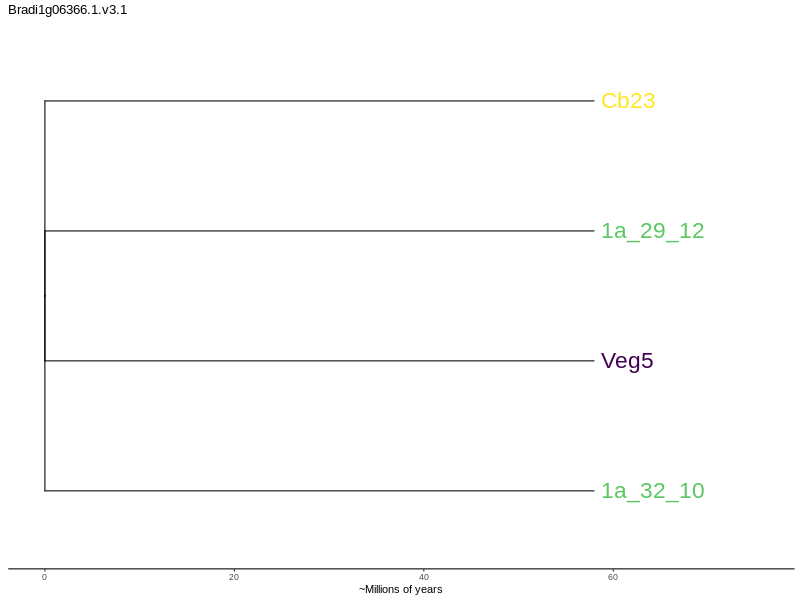 Bradi1g06366.1.v3.1
Cb23
1a_29_12
Veg5
1a_32_10
0 20 40 60
~Millions of years